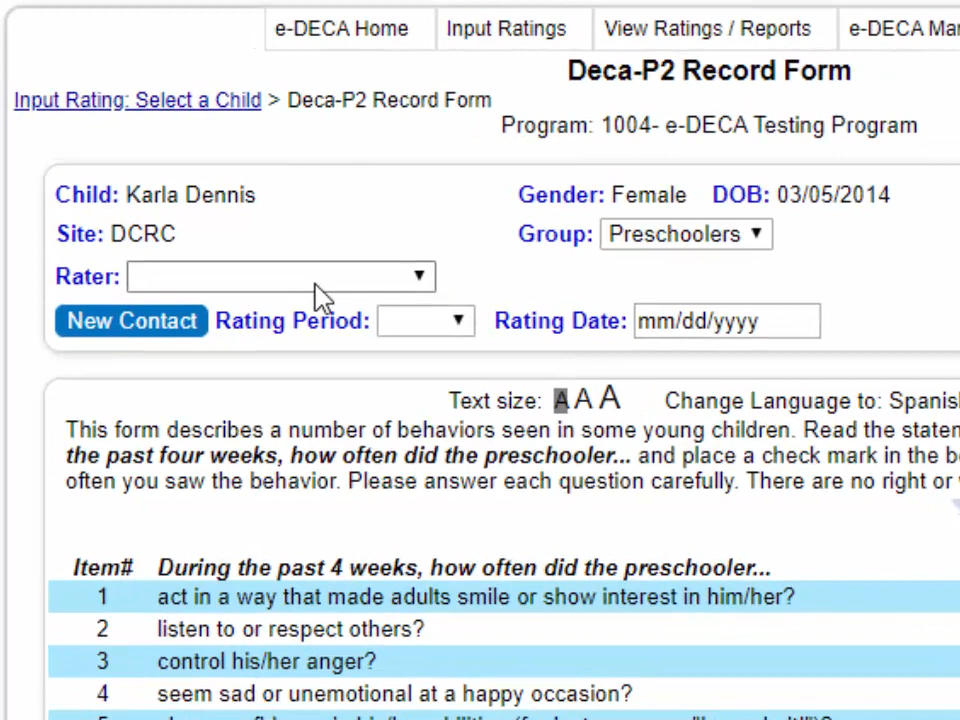 e-DECA Home Input Ratings View Ratings / Reports e-DECA
Deca-P2 Record Form
Input Rating: Select a Child > Deca-P2 Record Form
Program: 1004- e-DECA Testing Program
Child: Karla Dennis Gender: Female DOB: 03/05/2014
Site: DCRC Group: Preschoolers
Rater:
New Contact Rating Period: Rating Date: mm/dd/yyyy
Text size: A A A Change Language to: Spanish
This form describes a number of behaviors seen in some young children. Read the
the past four weeks, how often did the preschooler... and place a check mark in the
often you saw the behavior. Please answer each question carefully. There are no right or
Item# During the past 4 weeks, how often did the preschooler...
1 act in a way that made adults smile or show interest in him/her?
2 listen to or respect others?
3 control his/her anger?
4 seem sad or unemotional at a happy occasion?